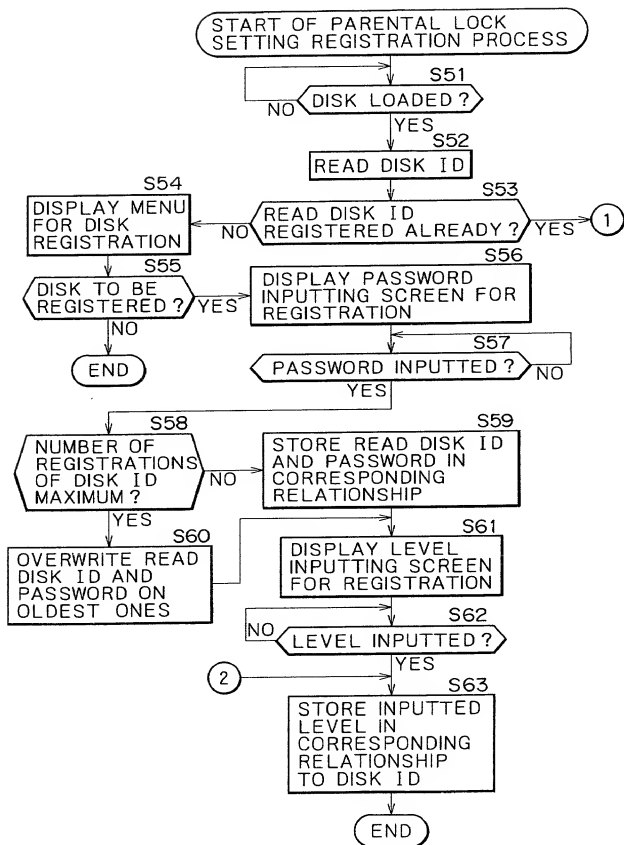 START OF PARENTAL LOCK
SETTING REGISTRATION PROCESS
S51
DISK LOADED?
NO
YES
S52
READ DISK ID
S53
READ DISK ID
REGISTERED ALREADY?
NO
YES
1
S54
DISPLAY MENU
FOR DISK
REGISTRATION
S55
DISK TO BE
REGISTERED?
YES
NO
END
S56
DISPLAY PASSWORD
INPUTTING SCREEN FOR
REGISTRATION
S57
PASSWORD INPUTTED?
NO
YES
S58
NUMBER OF
REGISTRATIONS
OF DISK ID
MAXIMUM?
NO
YES
S59
STORE READ DISK ID
AND PASSWORD IN
CORRESPONDING
RELATIONSHIP
S60
OVERWRITE READ
DISK ID AND
PASSWORD ON
OLDEST ONES
S61
DISPLAY LEVEL
INPUTTING SCREEN
FOR REGISTRATION
S62
LEVEL INPUTTED?
NO
YES
2
S63
STORE INPUTTED
LEVEL IN
CORRESPONDING
RELATIONSHIP
TO DISK ID
END